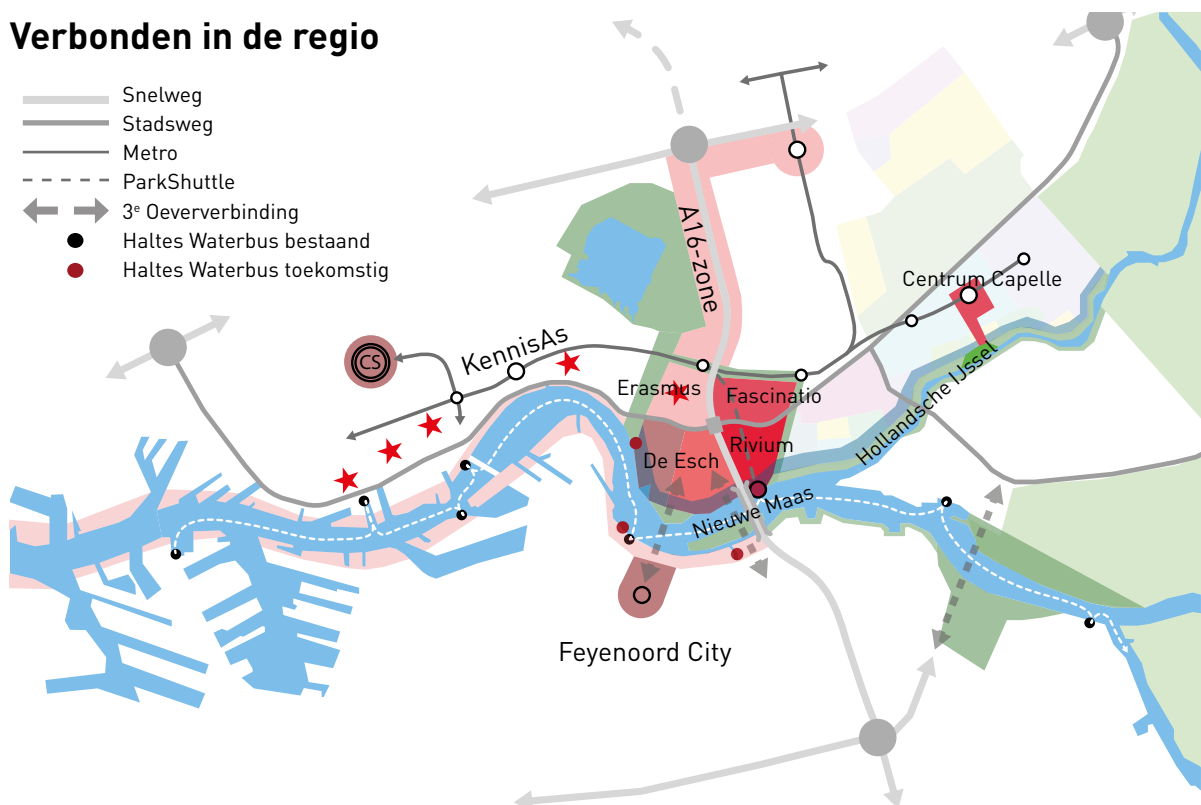 Verbonden in de regio
Snelweg
Stadsweg
Metro
ParkShuttle
3e Oeververbinding
Haltes Waterbus bestaand
Haltes Waterbus toekomstig
A16-zone
Centrum Capelle
KennisAs
CS
Erasmus
Fascinatio
Hollandsche IJssel
Rivium
De Esch
Nieuwe Maas
Feyenoord City